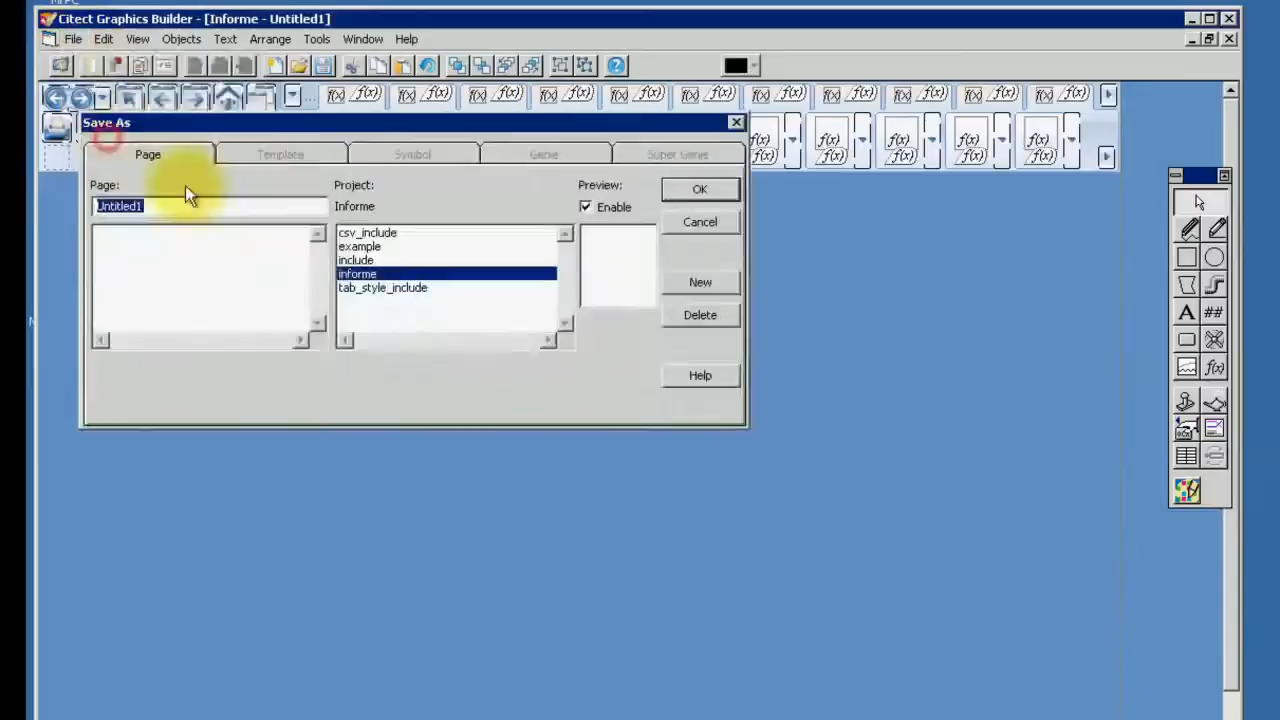 Citect Graphics Builder - [Informe - Untitled1]
File Edit View Objects Text Arrange Tools Window Help
f(x) f(x) f(x) f(x) f(x) f(x) f(x) f(x) f(x) f(x) f(x) f(x) f(x) f(x) f(x) f(x) f(x) f(x) f(x) f(x) f(x) f(x)
Save As
Page Template Symbol Genie Super Genie
Page: Project: Preview:
Untitled1 Informe Enable
OK
Cancel
csv_include
example
include
informe
tab_style_include
New
Delete
Help
f(x) f(x) f(x) f(x) f(x)
f(x) f(x) f(x) f(x) f(x)
A ##
f(x)